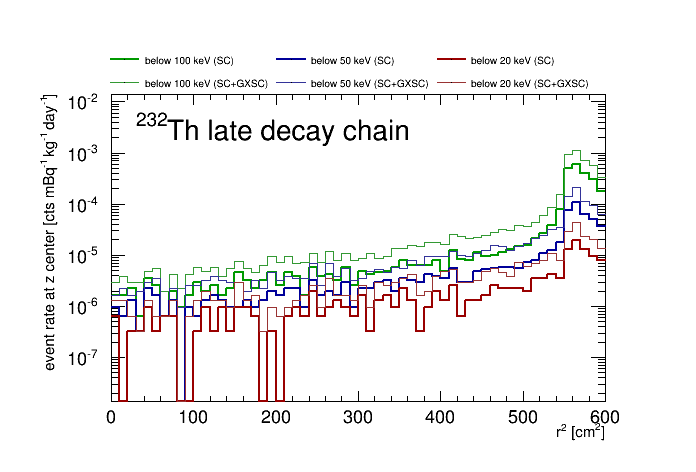 below 100 keV (SC) below 50 keV (SC) below 20 keV (SC)
below 100 keV (SC+GXSC) below 50 keV (SC+GXSC) below 20 keV (SC+GXSC)
event rate at z center [cts mBq⁻¹ kg⁻¹ day⁻¹]
10⁻²
10⁻³
10⁻⁴
10⁻⁵
10⁻⁶
10⁻⁷
²³²Th late decay chain
0 100 200 300 400 500 600
r² [cm²]